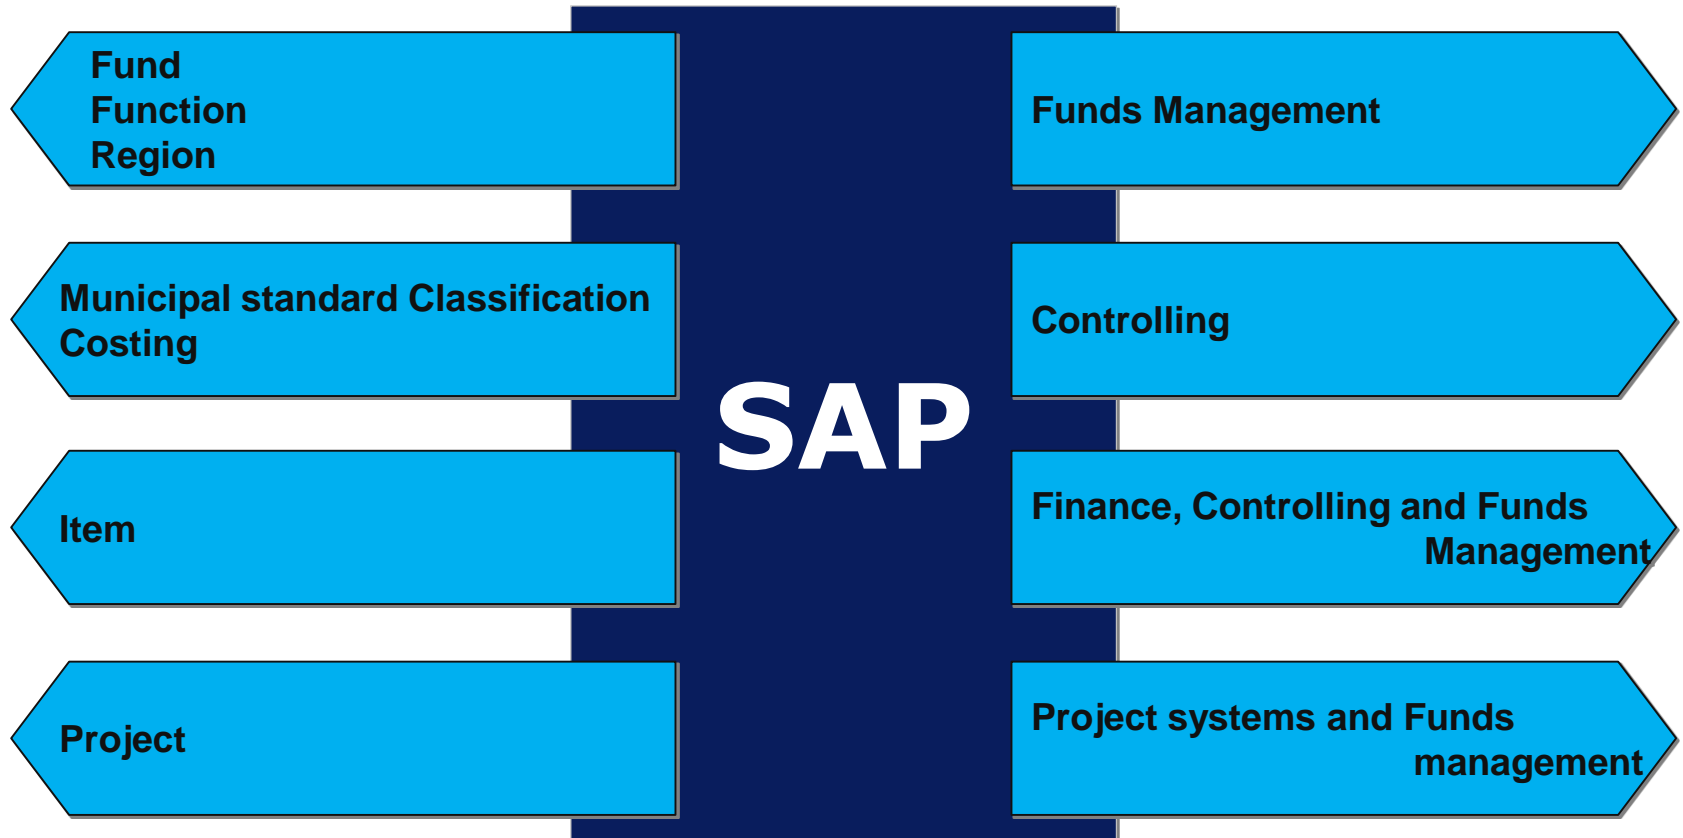 Fund
Function
Region
Funds Management
Municipal standard Classification
Costing
Controlling
SAP
Item
Finance, Controlling and Funds
Management
Project
Project systems and Funds
management